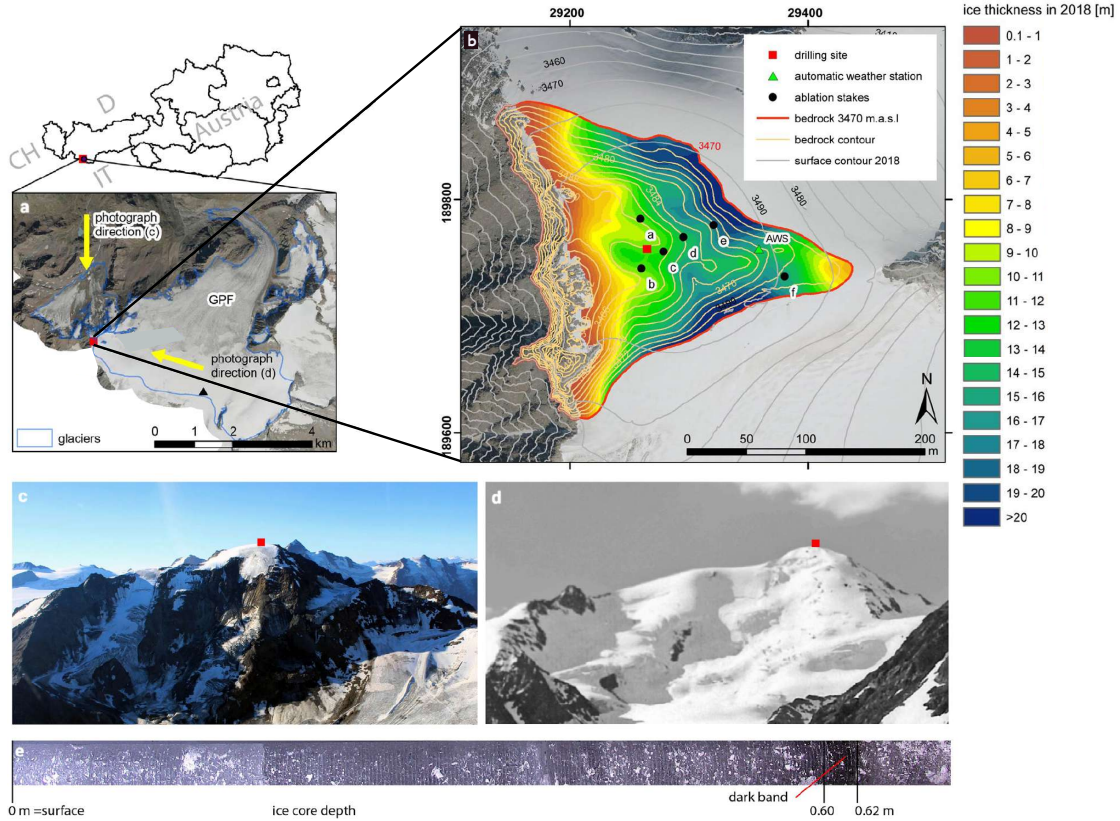 29200
29400
ice thickness in 2018 [m]
b
3410
3460
3470
drilling site
automatic weather station
ablation stakes
bedrock 3470 m.a.s.l
bedrock contour
surface contour 2018
0.1 - 1
1 - 2
2 - 3
3 - 4
4 - 5
5 - 6
6 - 7
7 - 8
8 - 9
9 - 10
10 - 11
11 - 12
12 - 13
13 - 14
14 - 15
15 - 16
16 - 17
17 - 18
18 - 19
19 - 20
>20
D
Austria
CH
IT
a
photograph
direction (c)
GPF
photograph
direction (d)
glaciers
0 1 2 4
km
189800
189600
3470
3480
3480
3490
3470
a
b
c
d
e
f
AWS
N
0 50 100 200
m
c
d
e
dark band
0 m =surface
ice core depth
0.60
0.62 m